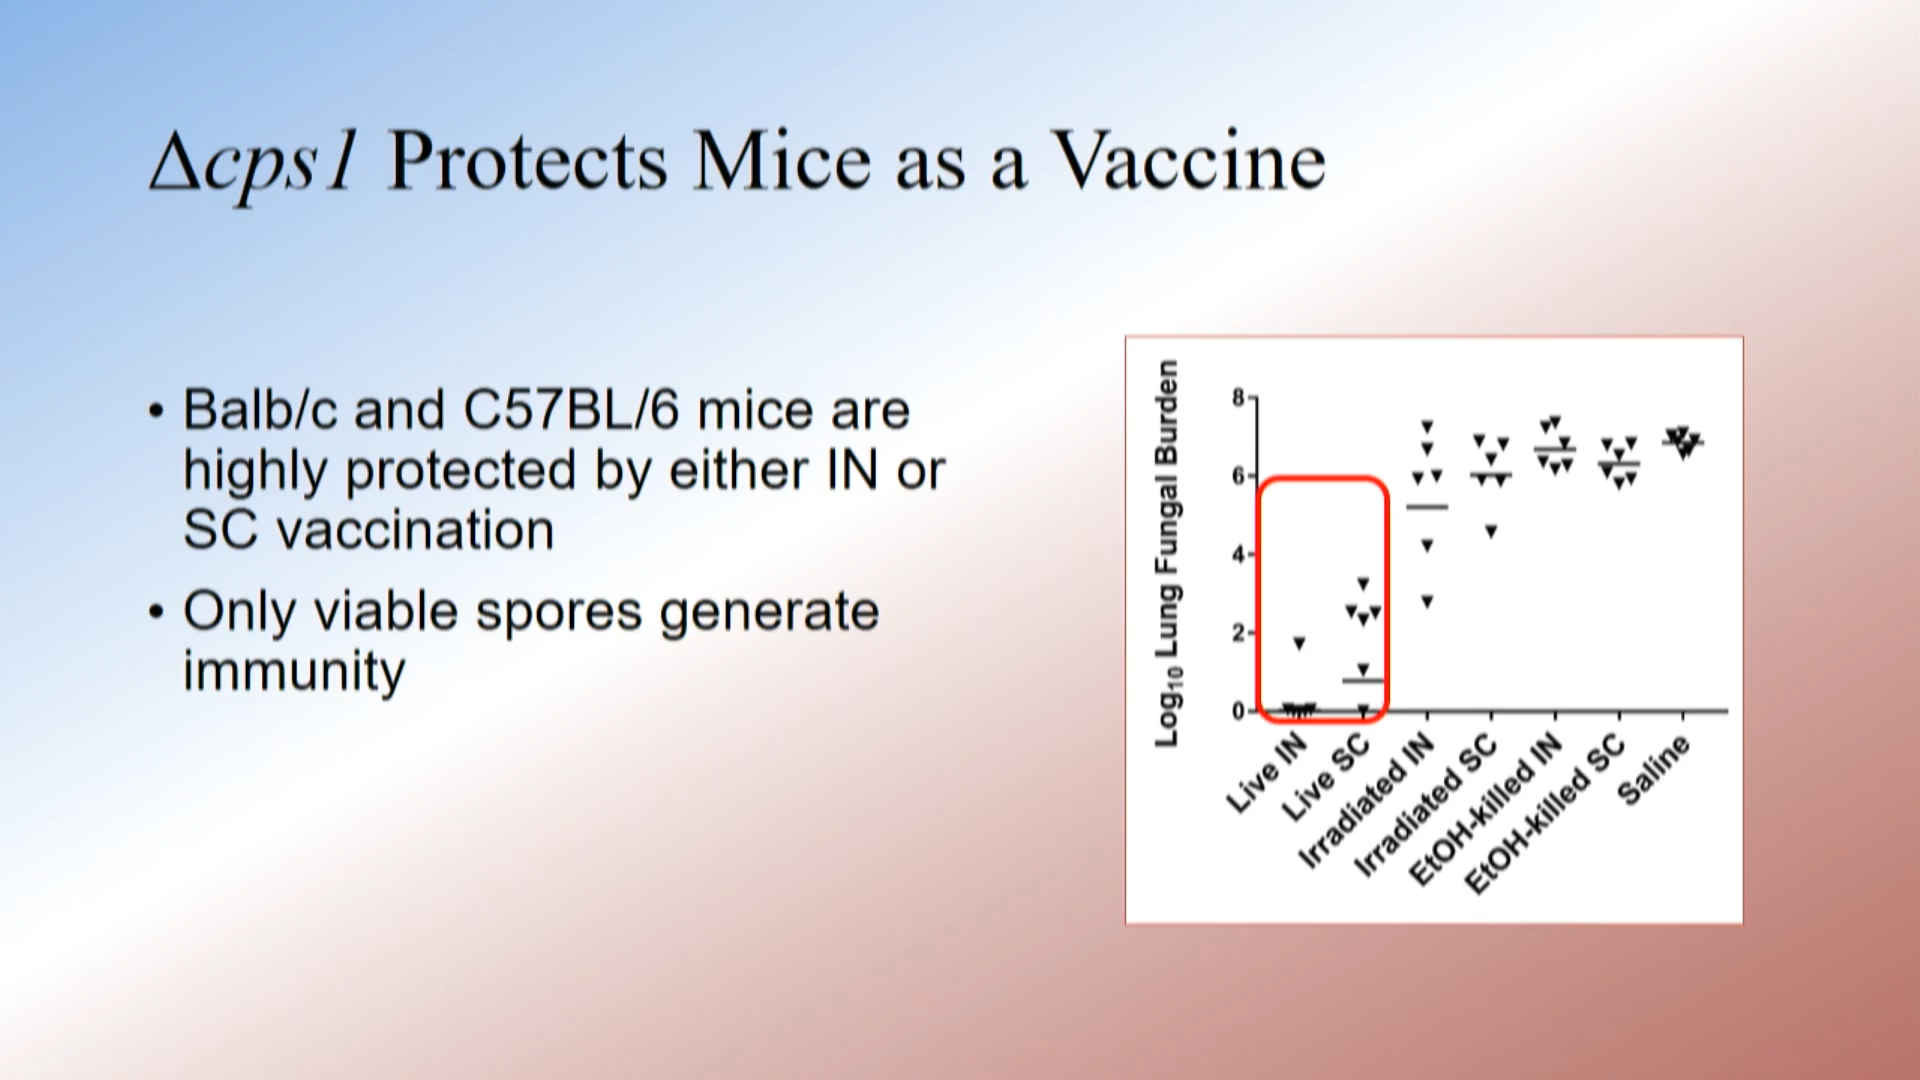 Δcps1 Protects Mice as a Vaccine
• Balb/c and C57BL/6 mice are
highly protected by either IN or
SC vaccination
• Only viable spores generate
immunity
Log10 Lung Fungal Burden
8
6
4
2
0
Live IN
Live SC
Irradiated IN
Irradiated SC
EtOH-killed IN
EtOH-killed SC
Saline